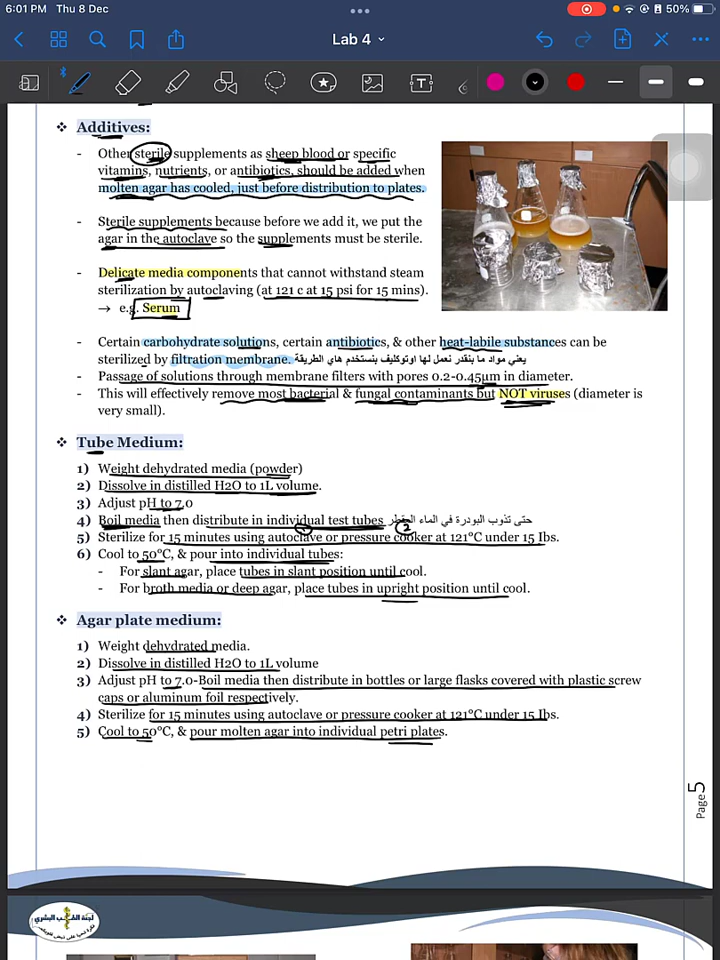 6:01 PM Thu 8 Dec
50%
Lab 4
Additives:
- Other sterile supplements as sheep blood or specific
vitamins, nutrients, or antibiotics, should be added when
molten agar has cooled, just before distribution to plates.
- Sterile supplements because before we add it, we put the
agar in the autoclave so the supplements must be sterile.
- Delicate media components that cannot withstand steam
sterilization by autoclaving (at 121 c at 15 psi for 15 mins).
→ e.g. Serum
- Certain carbohydrate solutions, certain antibiotics, & other heat-labile substances can be
sterilized by filtration membrane. يعني مواد ما بنقدر نعمل لها اوتوكليف بنستخدم هاي الطريقة
- Passage of solutions through membrane filters with pores 0.2-0.45µm in diameter.
- This will effectively remove most bacterial & fungal contaminants but NOT viruses (diameter is
very small).
Tube Medium:
1) Weight dehydrated media (powder)
2) Dissolve in distilled H2O to 1L volume.
3) Adjust pH to 7.0
4) Boil media then distribute in individual test tubes حتى تذوب البودرة في الماء المقطر
5) Sterilize for 15 minutes using autoclave or pressure cooker at 121°C under 15 Ibs.
6) Cool to 50°C, & pour into individual tubes:
- For slant agar, place tubes in slant position until cool.
- For broth media or deep agar, place tubes in upright position until cool.
Agar plate medium:
1) Weight dehydrated media.
2) Dissolve in distilled H2O to 1L volume
3) Adjust pH to 7.0-Boil media then distribute in bottles or large flasks covered with plastic screw
caps or aluminum foil respectively.
4) Sterilize for 15 minutes using autoclave or pressure cooker at 121°C under 15 Ibs.
5) Cool to 50°C, & pour molten agar into individual petri plates.
Page 5
لجنة الطب البشري